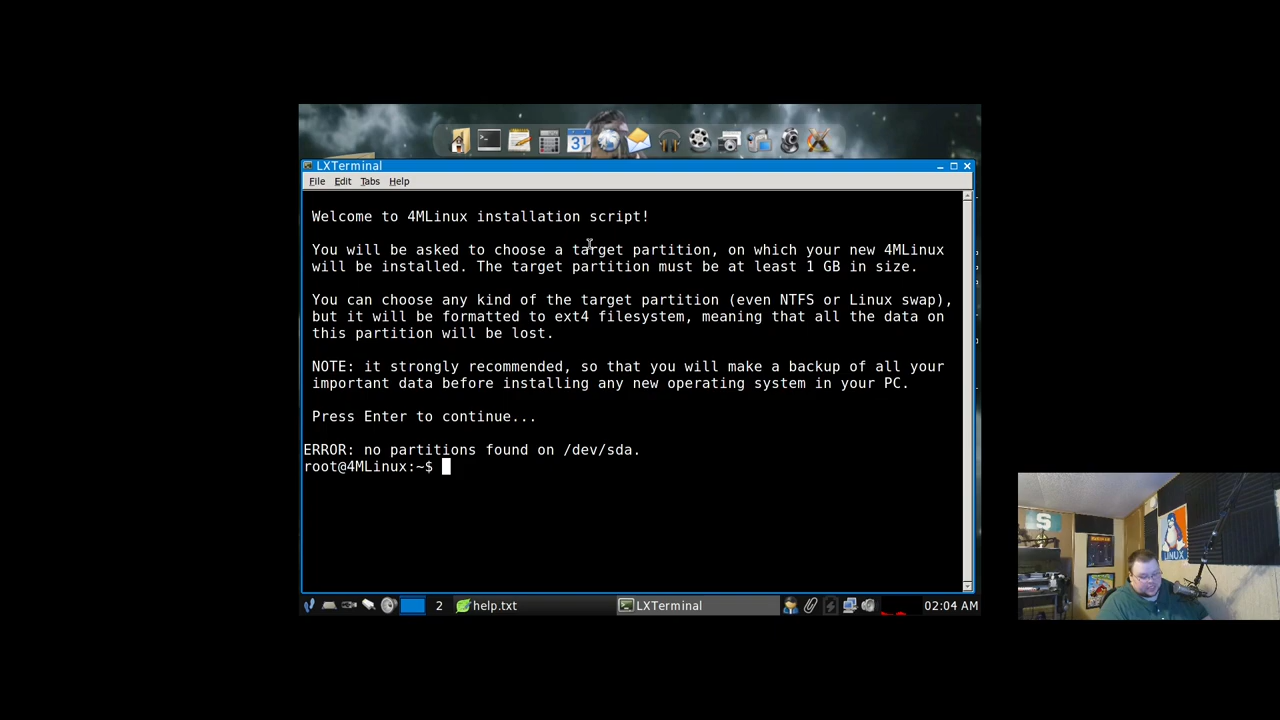 31
LXTerminal
File Edit Tabs Help
Welcome to 4MLinux installation script!
You will be asked to choose a target partition, on which your new 4MLinux
will be installed. The target partition must be at least 1 GB in size.
You can choose any kind of the target partition (even NTFS or Linux swap),
but it will be formatted to ext4 filesystem, meaning that all the data on
this partition will be lost.
NOTE: it strongly recommended, so that you will make a backup of all your
important data before installing any new operating system in your PC.
Press Enter to continue...
ERROR: no partitions found on /dev/sda.
root@4MLinux:~$
2 help.txt LXTerminal 02:04 AM
S
LINUX